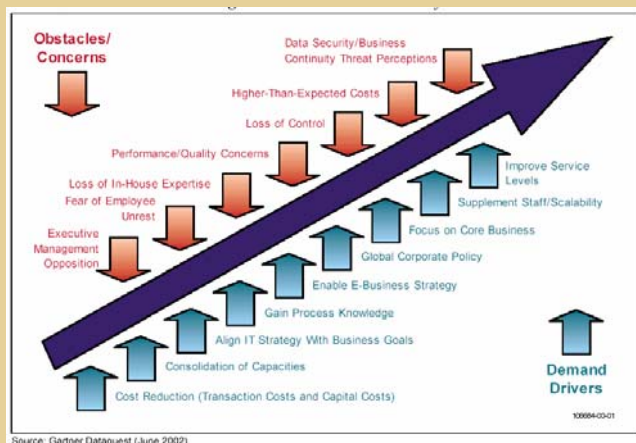 Obstacles/
Concerns
Data Security/Business
Continuity Threat Perceptions
Higher-Than-Expected Costs
Loss of Control
Performance/Quality Concerns
Loss of In-House Expertise
Fear of Employee
Unrest
Executive
Management
Opposition
Improve Service
Levels
Supplement Staff/Scalability
Focus on Core Business
Global Corporate Policy
Enable E-Business Strategy
Gain Process Knowledge
Align IT Strategy With Business Goals
Consolidation of Capacities
Cost Reduction (Transaction Costs and Capital Costs)
Demand
Drivers
Source: Gartner Dataquest (June 2002)